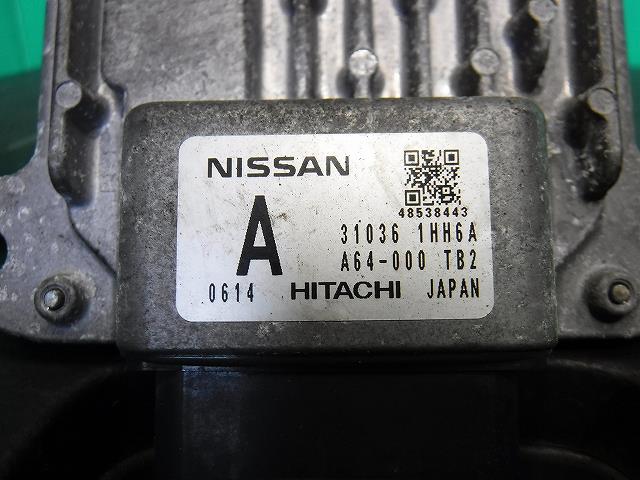 NISSAN
48538443
A
31036 1HH6A
A64-000 TB2
0614 HITACHI JAPAN